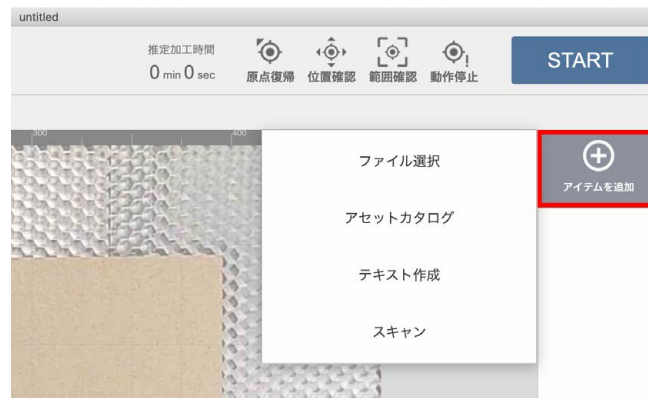 untitled
推定加工時間
0 min 0 sec
原点復帰
位置確認
範囲確認
動作停止
START
300
400
ファイル選択
アセットカタログ
テキスト作成
スキャン
アイテムを追加